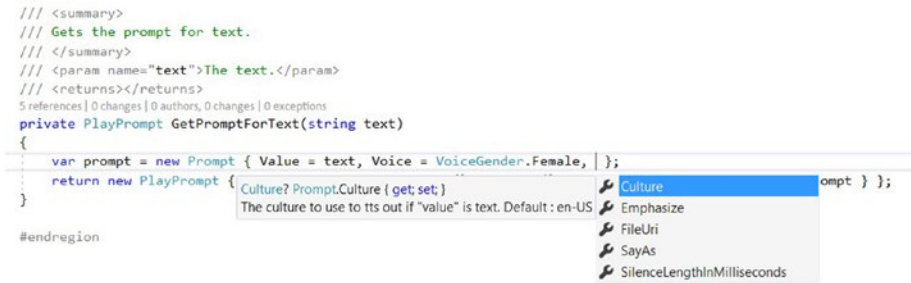 /// <summary>
/// Gets the prompt for text.
/// </summary>
/// <param name="text">The text.</param>
/// <returns></returns>
5 references | 0 changes | 0 authors, 0 changes | 0 exceptions
private PlayPrompt GetPromptForText(string text)
{
var prompt = new Prompt { Value = text, Voice = VoiceGender.Female, };
return new PlayPrompt { ompt } };
Culture? Prompt.Culture { get; set; }
The culture to use to tts out if "value" is text. Default : en-US
Culture
Emphasize
FileUri
SayAs
SilenceLengthInMilliseconds
}
#endregion